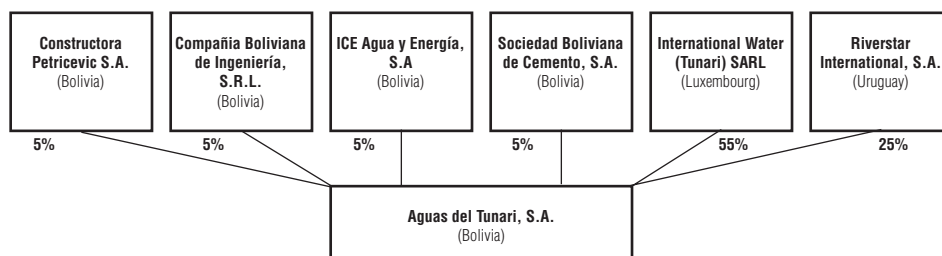 Constructora
Petricevic S.A.
(Bolivia)
Compañia Boliviana
de Ingeniería,
S.R.L.
(Bolivia)
ICE Agua y Energía,
S.A
(Bolivia)
Sociedad Boliviana
de Cemento, S.A.
(Bolivia)
International Water
(Tunari) SARL
(Luxembourg)
Riverstar
International, S.A.
(Uruguay)
5%
5%
5%
5%
55%
25%
Aguas del Tunari, S.A.
(Bolivia)